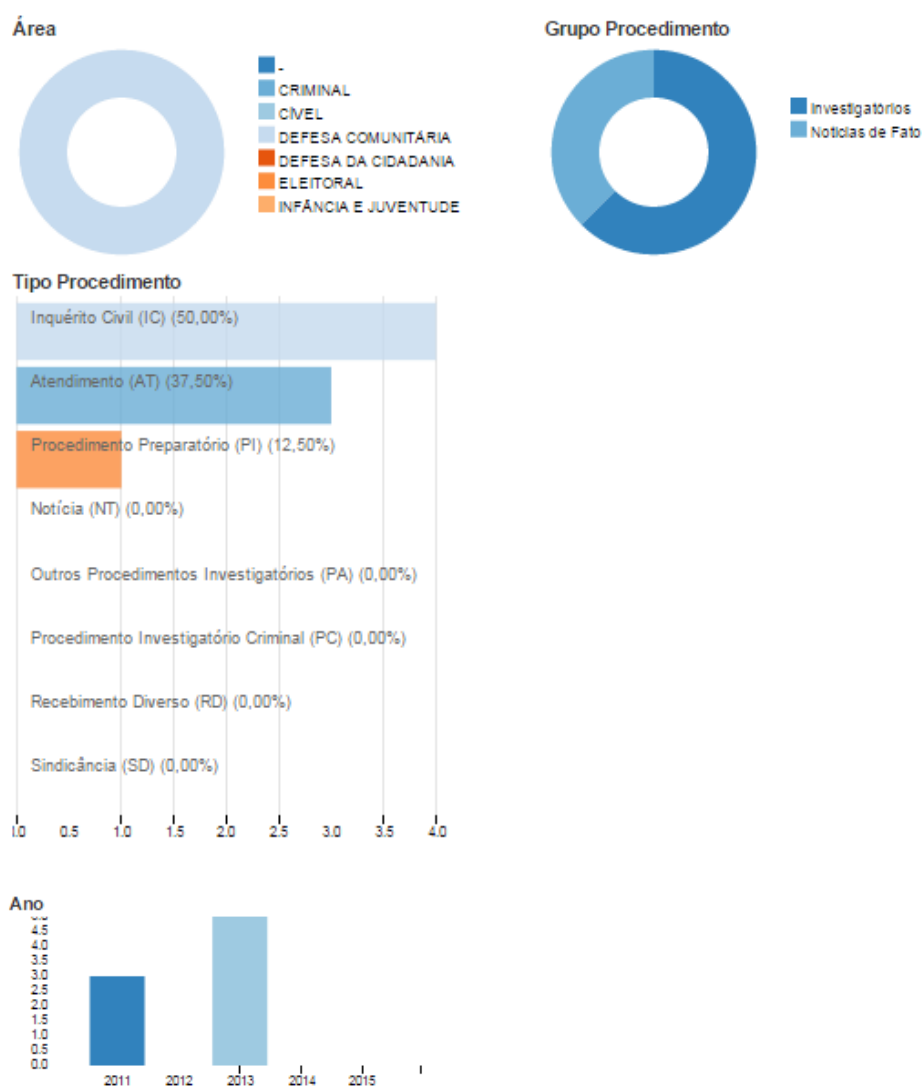 Área
-
CRIMINAL
CÍVEL
DEFESA COMUNITÁRIA
DEFESA DA CIDADANIA
ELEITORAL
INFÂNCIA E JUVENTUDE
Grupo Procedimento
Investigatórios
Noticias de Fato
Tipo Procedimento
Inquérito Civil (IC) (50,00%)
Atendimento (AT) (37,50%)
Procedimento Preparatório (PI) (12,50%)
Notícia (NT) (0,00%)
Outros Procedimentos Investigatórios (PA) (0,00%)
Procedimento Investigatório Criminal (PC) (0,00%)
Recebimento Diverso (RD) (0,00%)
Sindicância (SD) (0,00%)
0.5 1.0 1.5 2.0 2.5 3.0 3.5 4.0
Ano
4.5
4.0
3.5
3.0
2.5
2.0
1.5
1.0
0.5
0.0
2011 2012 2013 2014 2015